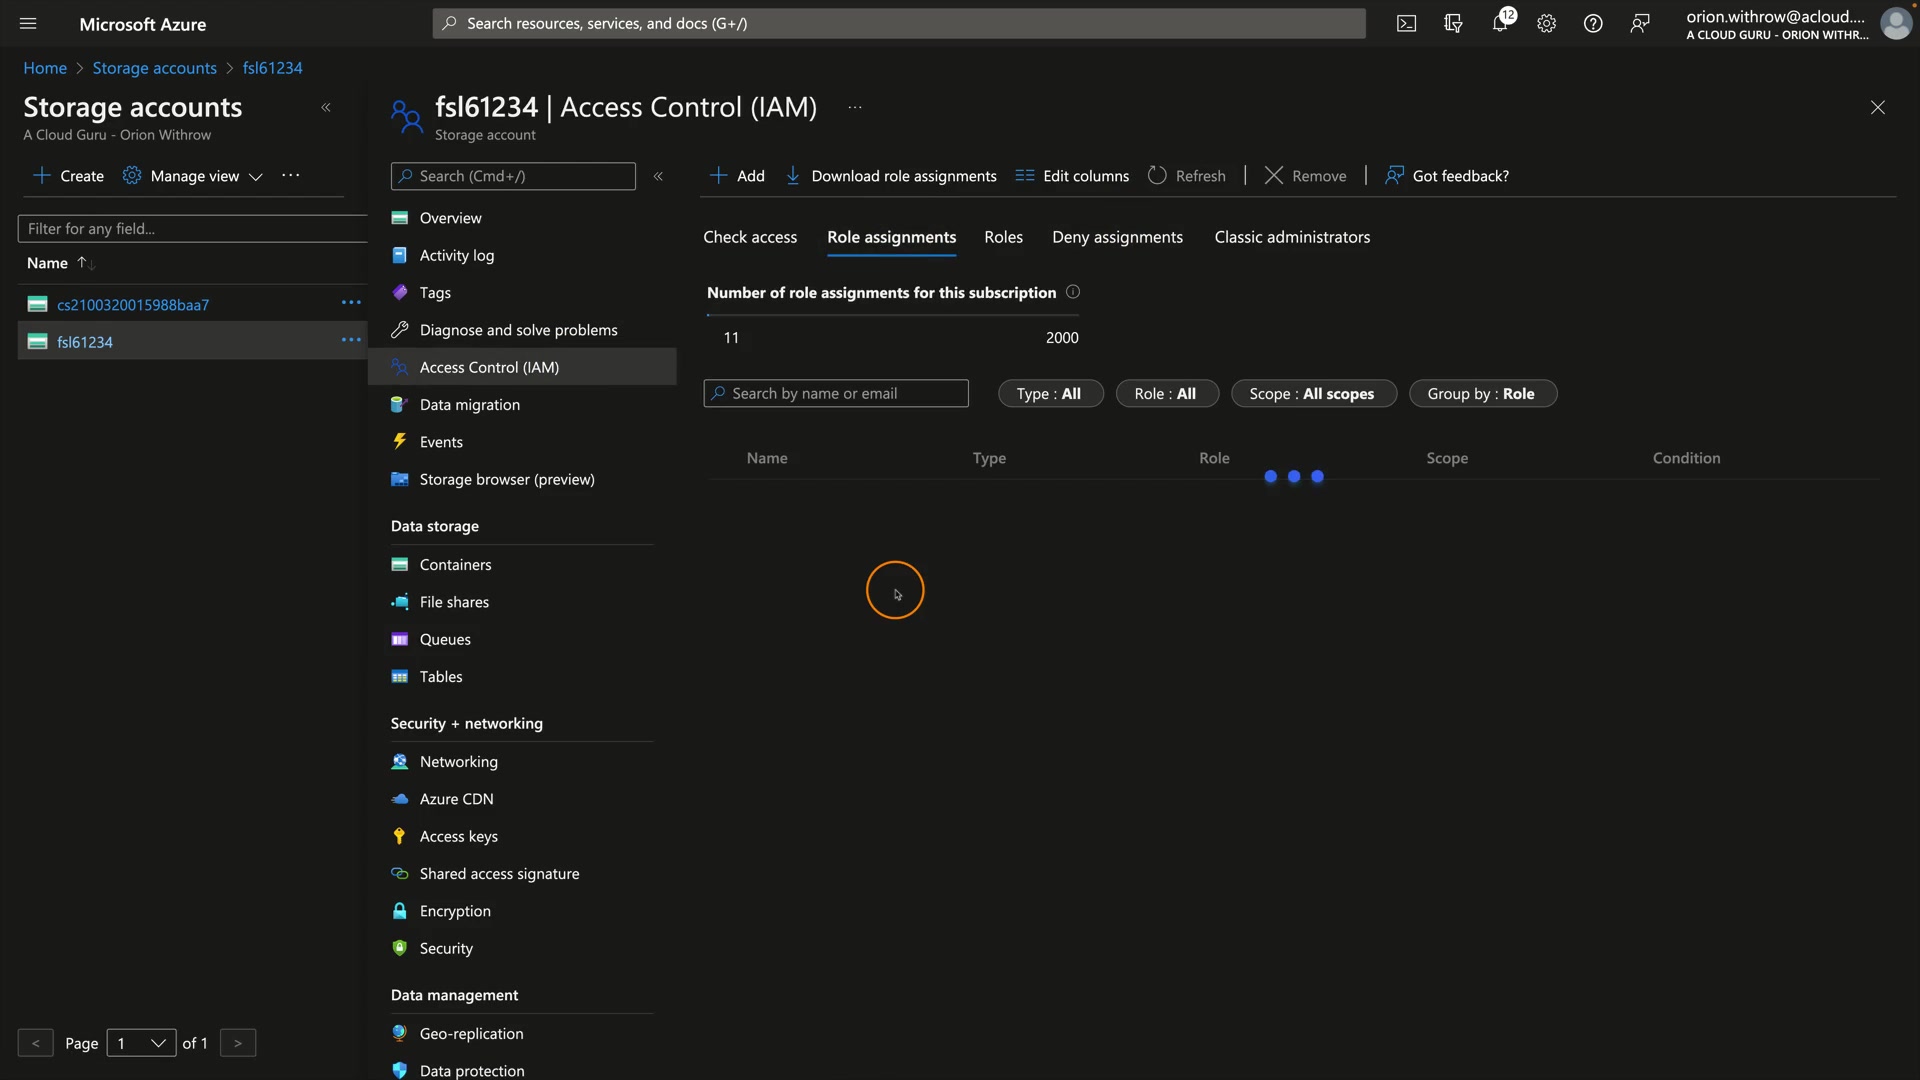 Microsoft Azure
Search resources, services, and docs (G+/)
12
orion.withrow@acloud....
A CLOUD GURU - ORION WITHR...
Home > Storage accounts > fsl61234
Storage accounts
A Cloud Guru - Orion Withrow
Create
Manage view
...
Filter for any field...
Name ↑↓
cs2100320015988baa7
...
fsl61234
...
< Page 1 of 1 >
fsl61234 | Access Control (IAM)
...
Storage account
Search (Cmd+/)
Overview
Activity log
Tags
Diagnose and solve problems
Access Control (IAM)
Data migration
Events
Storage browser (preview)
Data storage
Containers
File shares
Queues
Tables
Security + networking
Networking
Azure CDN
Access keys
Shared access signature
Encryption
Security
Data management
Geo-replication
Data protection
Add
Download role assignments
Edit columns
Refresh
Remove
Got feedback?
Check access
Role assignments
Roles
Deny assignments
Classic administrators
Number of role assignments for this subscription
11
2000
Search by name or email
Type : All
Role : All
Scope : All scopes
Group by : Role
Name
Type
Role
Scope
Condition